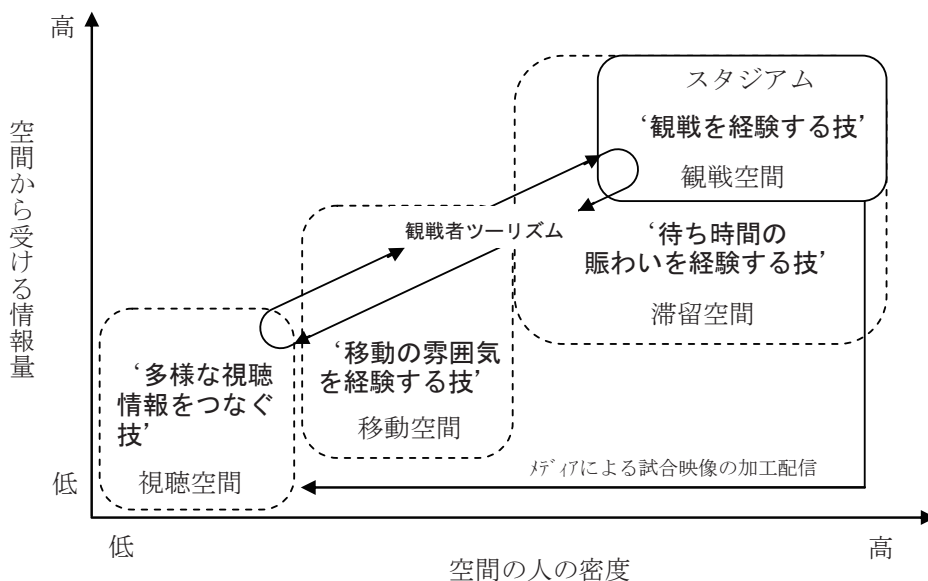 高
空間から受ける情報量
低
スタジアム
‘観戦を経験する技’
観戦空間
観戦者ツーリズム
‘待ち時間の
賑わいを経験する技’
滞留空間
‘移動の雰囲気
を経験する技’
移動空間
‘多様な視聴
情報をつなぐ
技’
視聴空間
メディアによる試合映像の加工配信
低
高
空間の人の密度